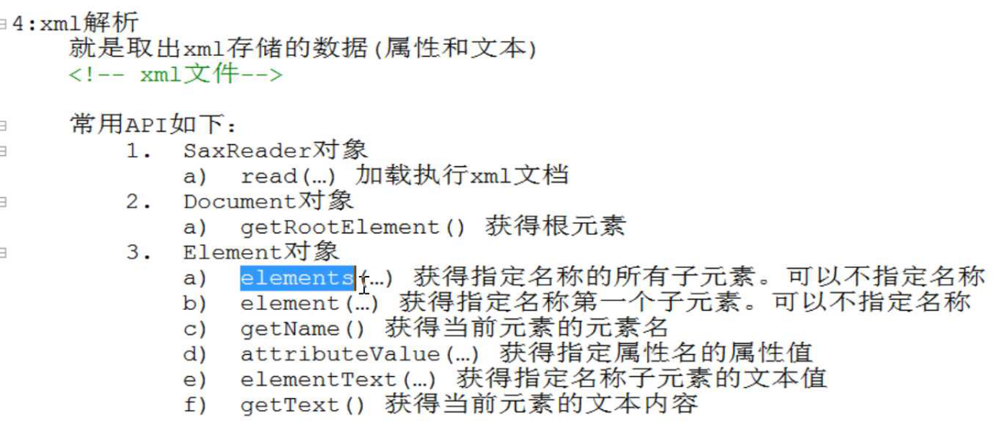 4:xml解析
就是取出xml存储的数据(属性和文本)
<!-- xml文件-->
常用API如下:
1. SaxReader对象
a) read(…) 加载执行xml文档
2. Document对象
a) getRootElement() 获得根元素
3. Element对象
a) elements(…) 获得指定名称的所有子元素。可以不指定名称
b) element(…) 获得指定名称第一个子元素。可以不指定名称
c) getName() 获得当前元素的元素名
d) attributeValue(…) 获得指定属性名的属性值
e) elementText(…) 获得指定名称子元素的文本值
f) getText() 获得当前元素的文本内容